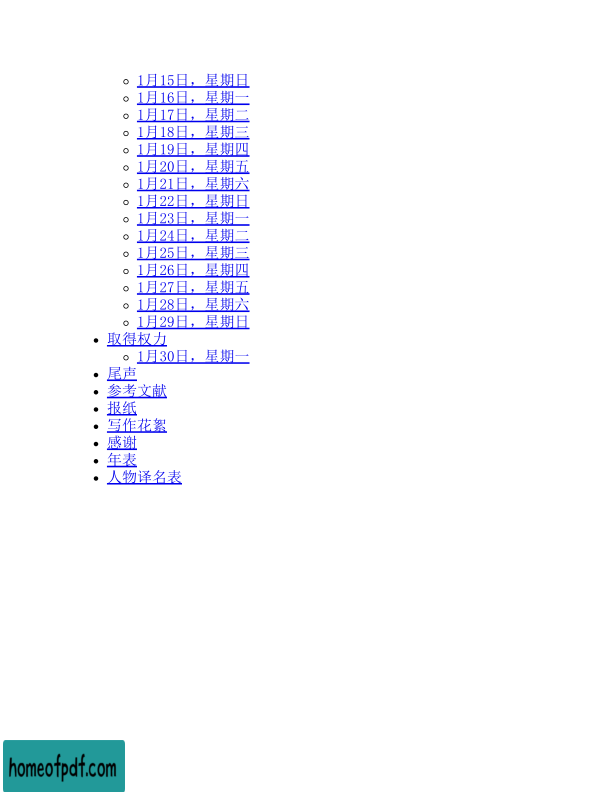 1月15日，星期日
1月16日，星期一
1月17日，星期二
1月18日，星期三
1月19日，星期四
1月20日，星期五
1月21日，星期六
1月22日，星期日
1月23日，星期一
1月24日，星期二
1月25日，星期三
1月26日，星期四
1月27日，星期五
1月28日，星期六
1月29日，星期日
取得权力
1月30日，星期一
尾声
参考文献
报纸
写作花絮
感谢
年表
人物译名表
homeofpdf.com